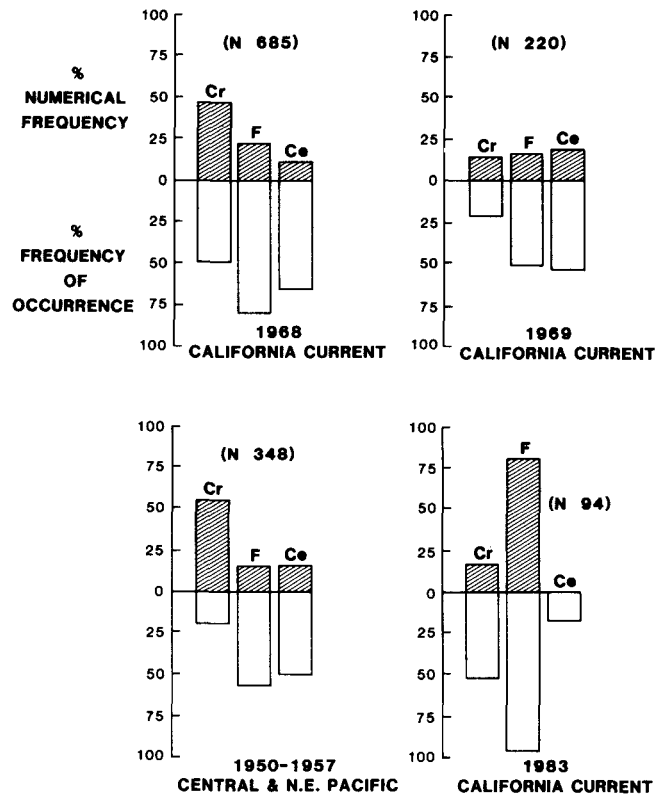 100
75
50
25
0
25
50
75
100
%
NUMERICAL
FREQUENCY
%
FREQUENCY
OF
OCCURRENCE
(N 685)
Cr
F
Ce
1968
CALIFORNIA CURRENT
100
75
50
25
0
25
50
75
100
(N 220)
Cr
F
Ce
1969
CALIFORNIA CURRENT
100
75
50
25
0
25
50
75
100
(N 348)
Cr
F
Ce
1950-1957
CENTRAL & N.E. PACIFIC
100
75
50
25
0
25
50
75
100
F
(N 94)
Cr
Ce
1983
CALIFORNIA CURRENT